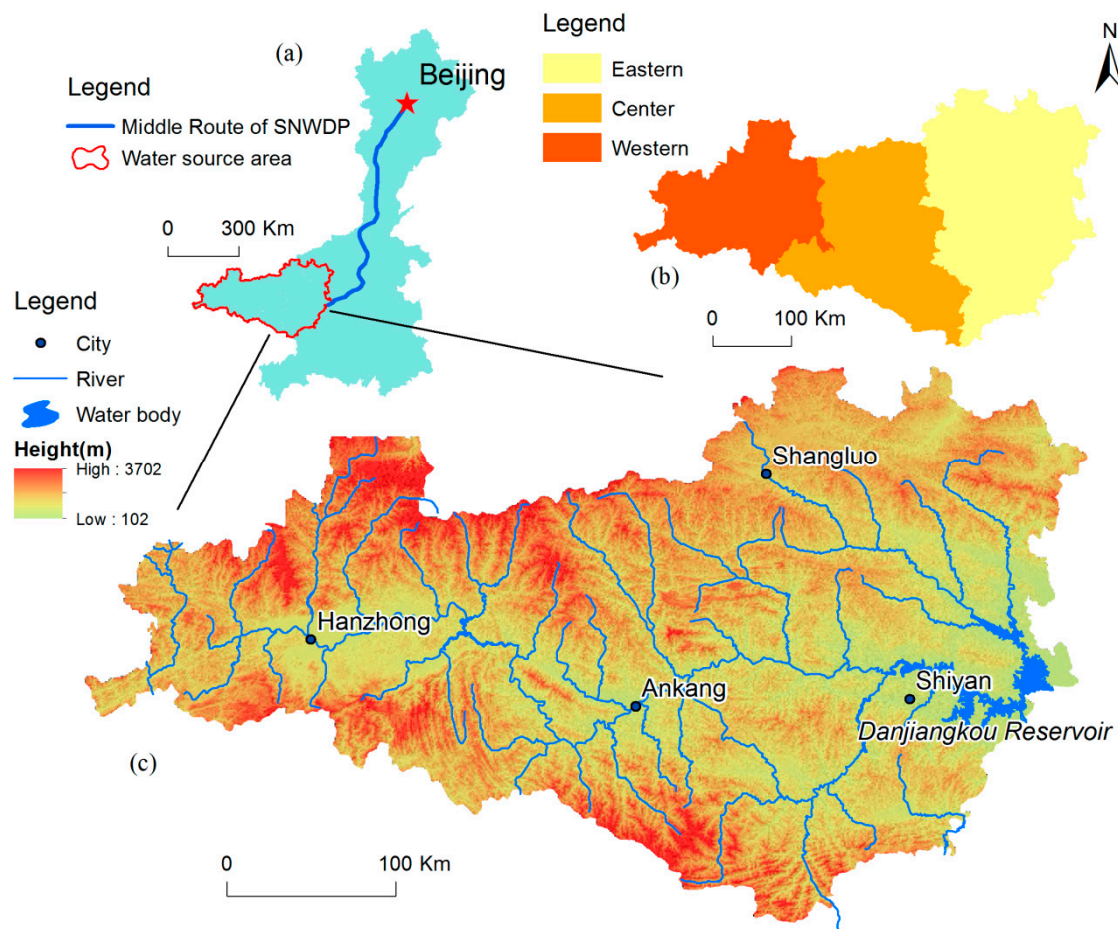 (a)
Beijing
Legend
Middle Route of SNWDP
Water source area
0 300 Km
Legend
Eastern
Center
Western
N
(b)
0 100 Km
Legend
City
River
Water body
Height(m)
High : 3702
Low : 102
Shangluo
Hanzhong
Ankang
Shiyan
Danjiangkou Reservoir
(c)
0 100 Km